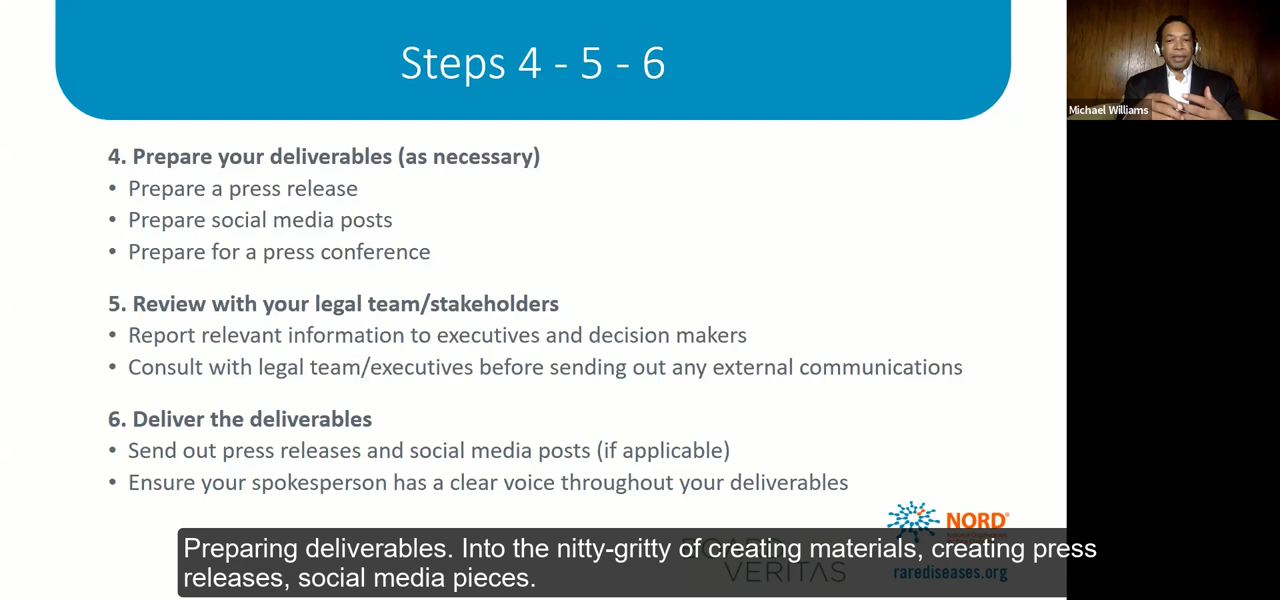 Steps 4 - 5 - 6
Michael Williams
4. Prepare your deliverables (as necessary)
• Prepare a press release
• Prepare social media posts
• Prepare for a press conference
5. Review with your legal team/stakeholders
• Report relevant information to executives and decision makers
• Consult with legal team/executives before sending out any external communications
6. Deliver the deliverables
• Send out press releases and social media posts (if applicable)
• Ensure your spokesperson has a clear voice throughout your deliverables
NORD®
Preparing deliverables. Into the nitty-gritty of creating materials, creating press
releases, social media pieces.
VERITAS
rarediseases.org